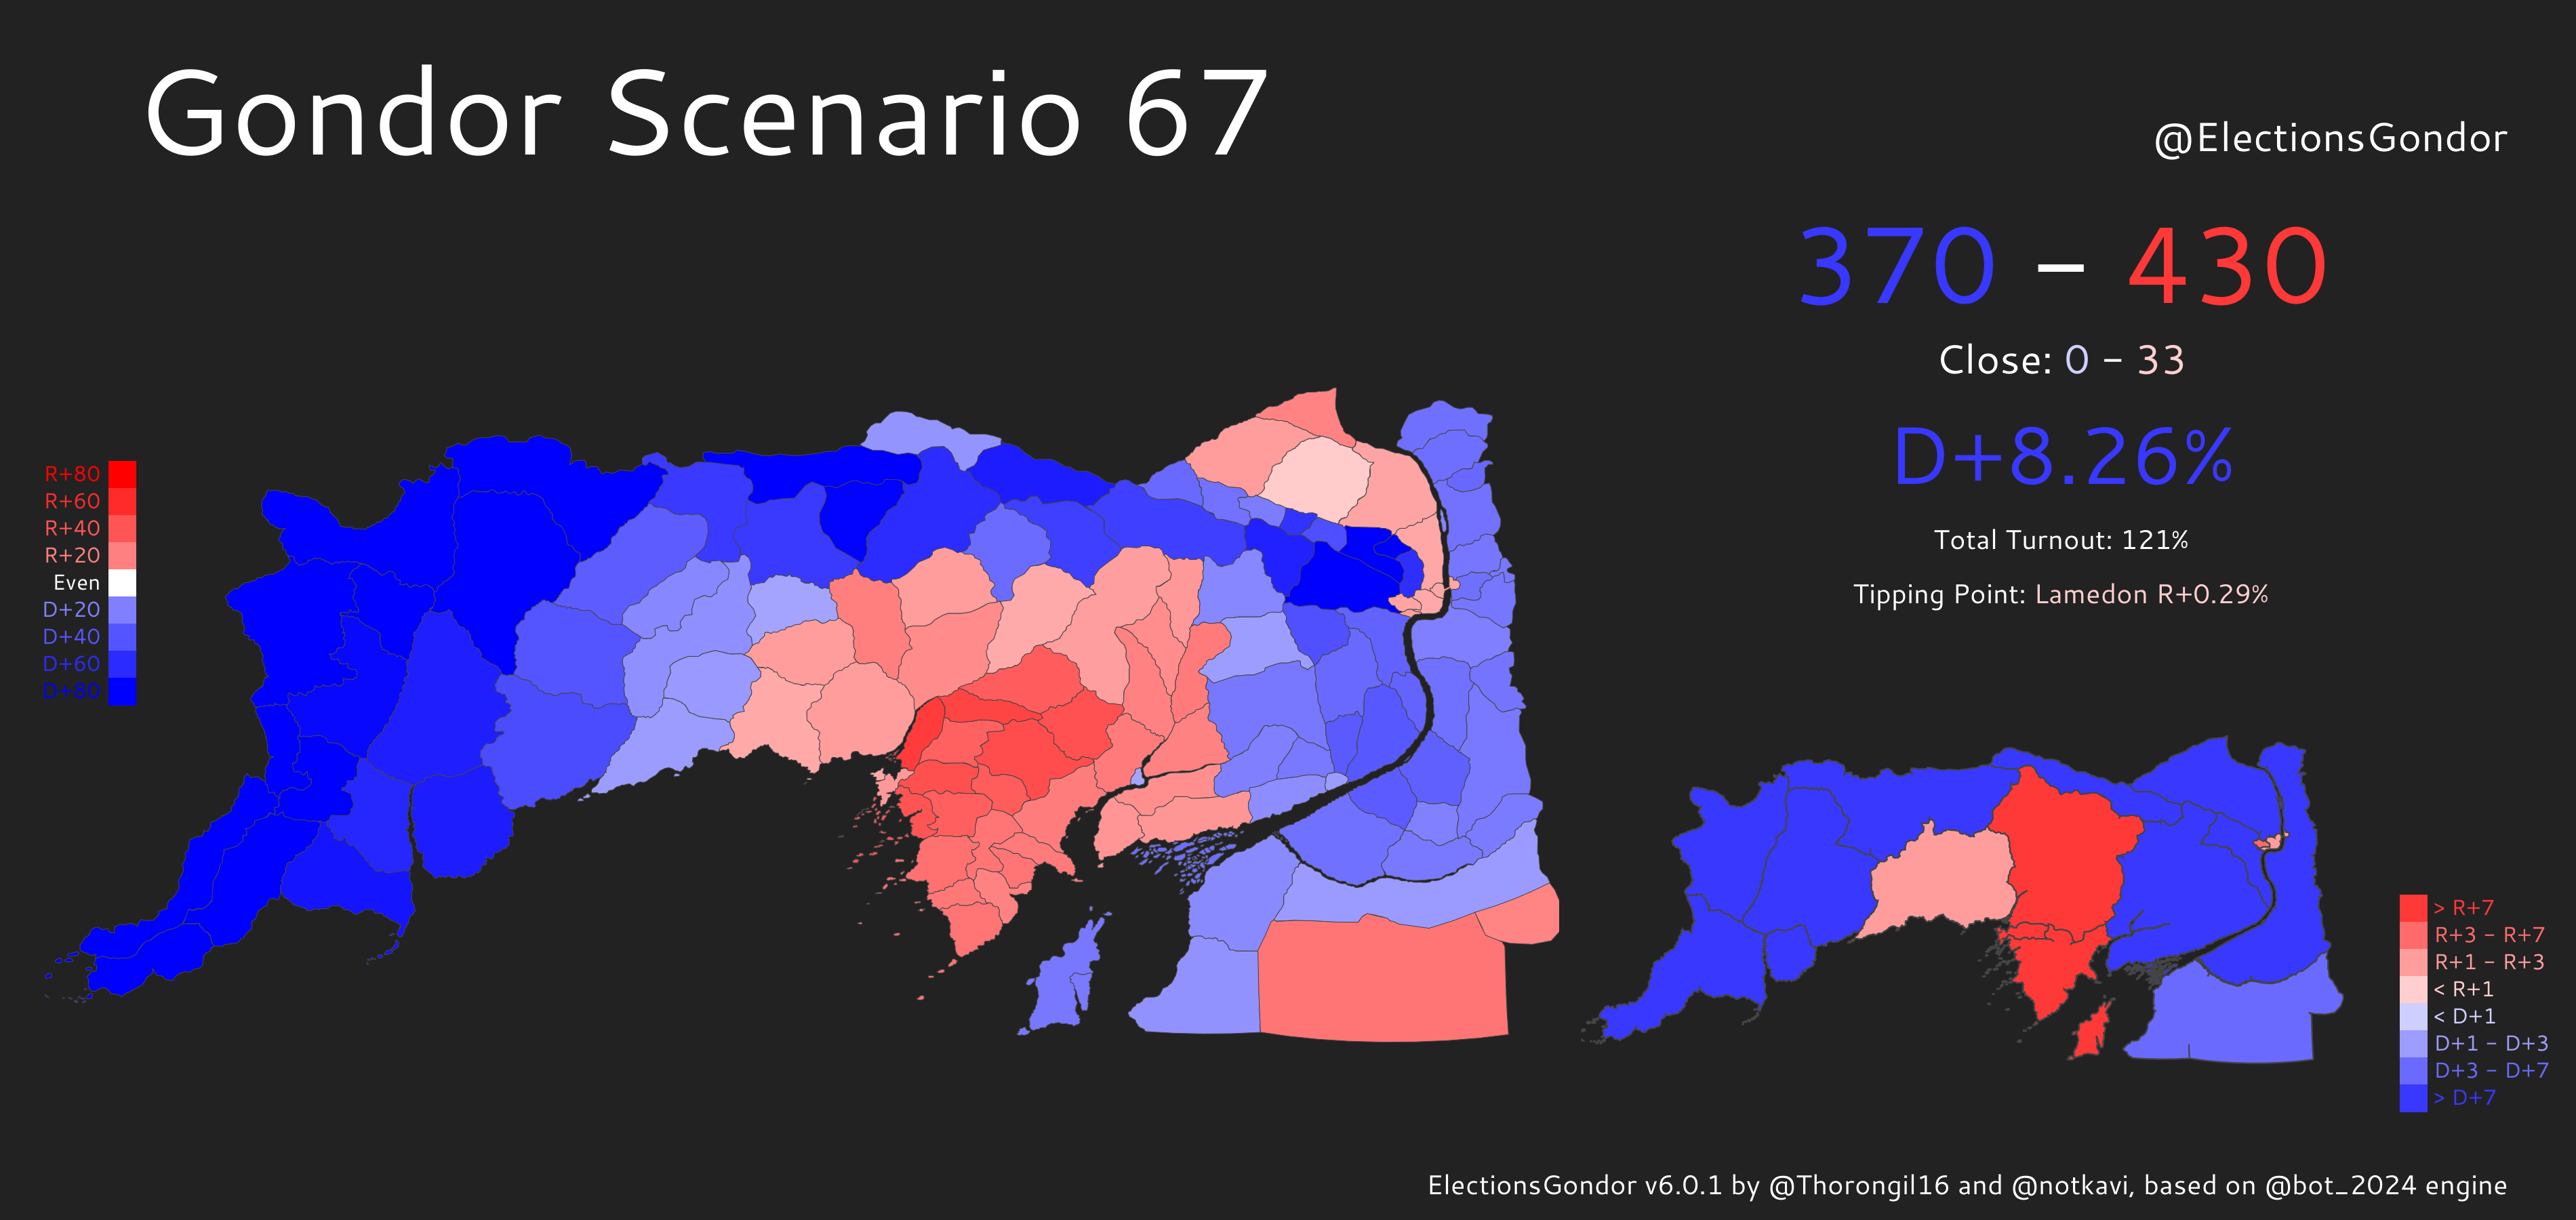 Gondor Scenario 67
@ElectionsGondor
370 – 430
Close: 0 – 33
D+8.26%
Total Turnout: 121%
Tipping Point: Lamedon R+0.29%
R+80
R+60
R+40
R+20
Even
D+20
D+40
D+60
D+80
> R+7
R+3 – R+7
R+1 – R+3
< R+1
< D+1
D+1 – D+3
D+3 – D+7
> D+7
ElectionsGondor v6.0.1 by @Thorongil16 and @notkavi, based on @bot_2024 engine